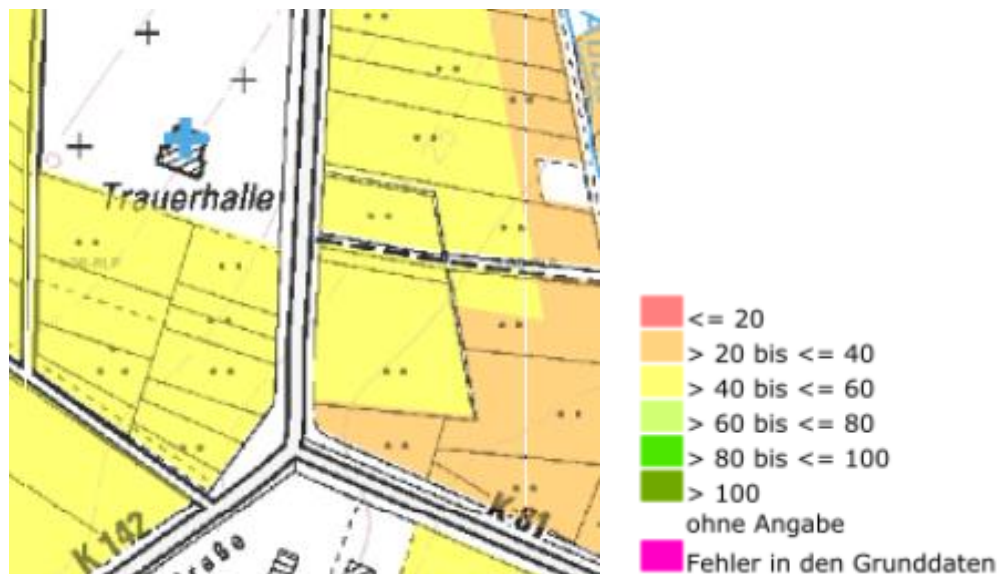 Trauerhalle
K 142
K 81
raße
<= 20
> 20 bis <= 40
> 40 bis <= 60
> 60 bis <= 80
> 80 bis <= 100
> 100
ohne Angabe
Fehler in den Grunddaten